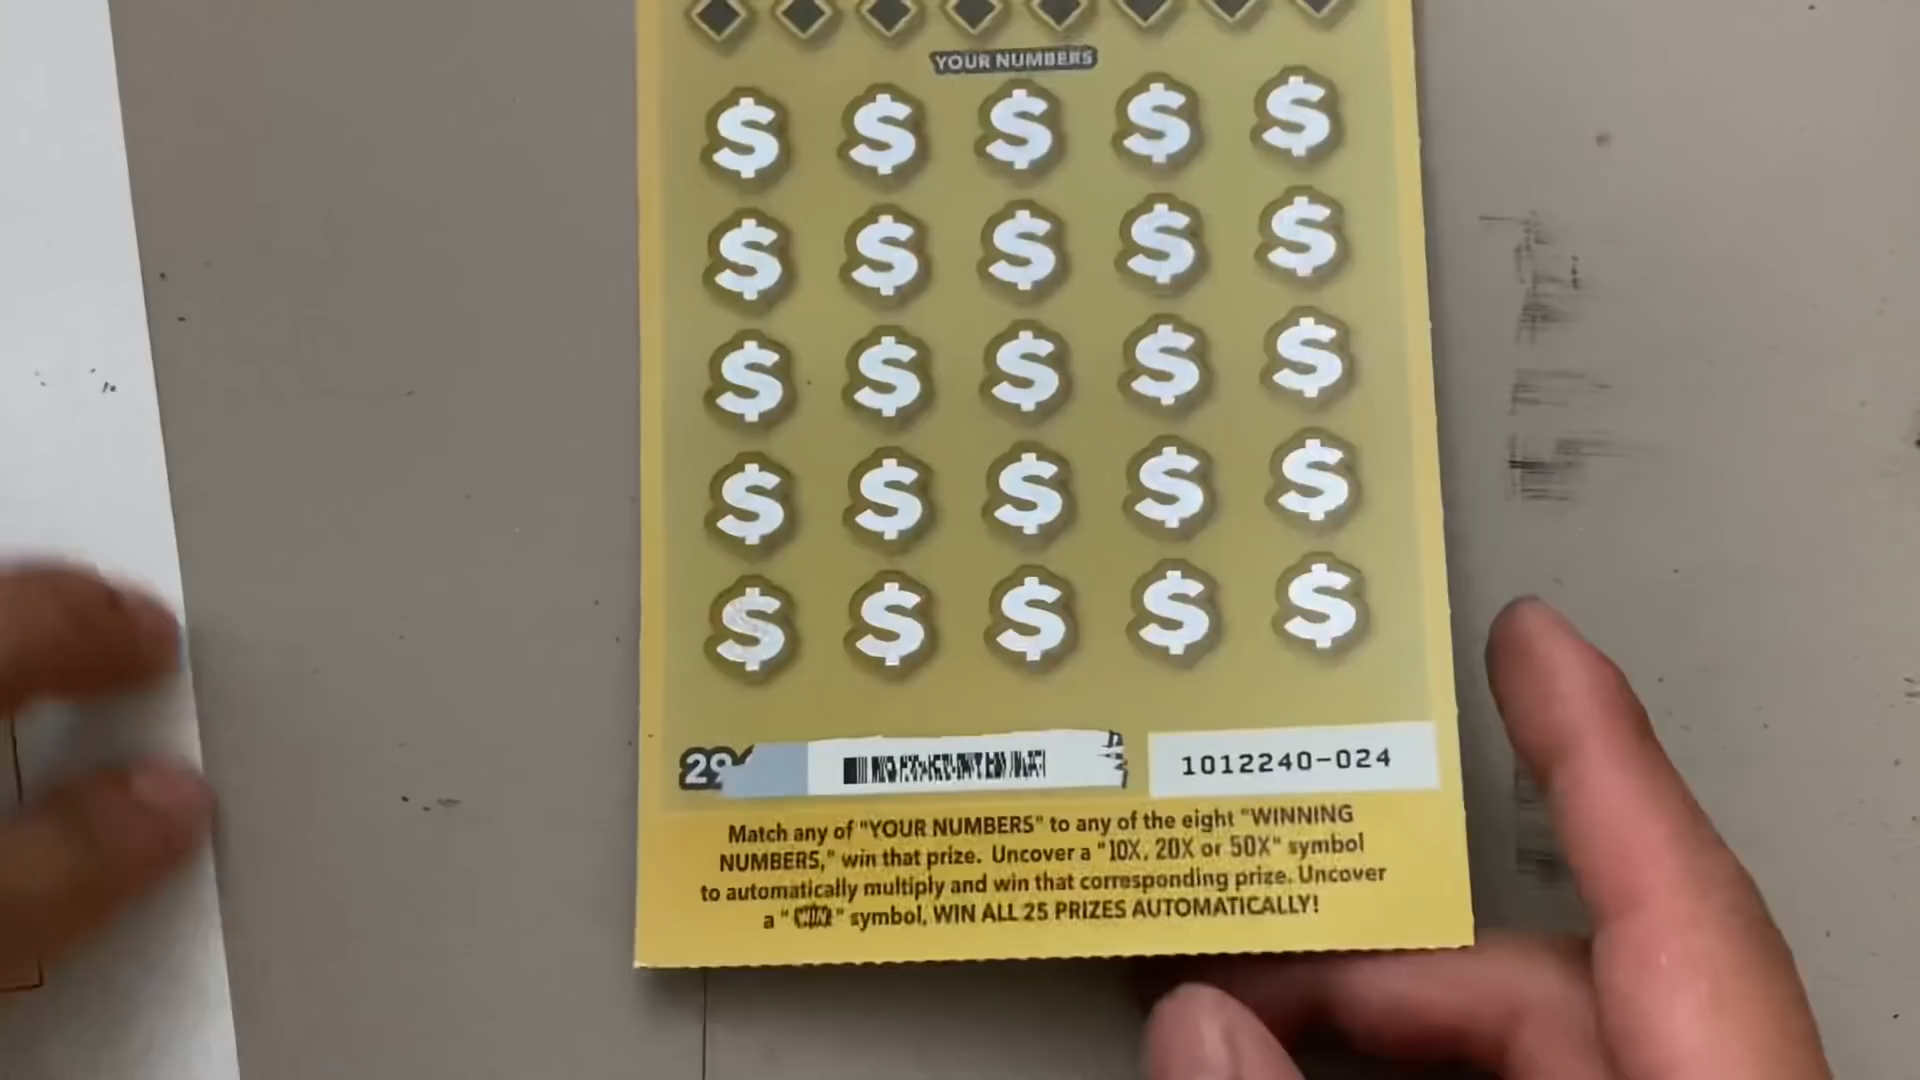 YOUR NUMBERS
$ $ $ $ $
$ $ $ $ $
$ $ $ $ $
$ $ $ $ $
$ $ $ $ $
1012240-024
Match any of "YOUR NUMBERS" to any of the eight "WINNING
NUMBERS," win that prize. Uncover a "10X, 20X or 50X" symbol
to automatically multiply and win that corresponding prize. Uncover
a "WIN" symbol, WIN ALL 25 PRIZES AUTOMATICALLY!